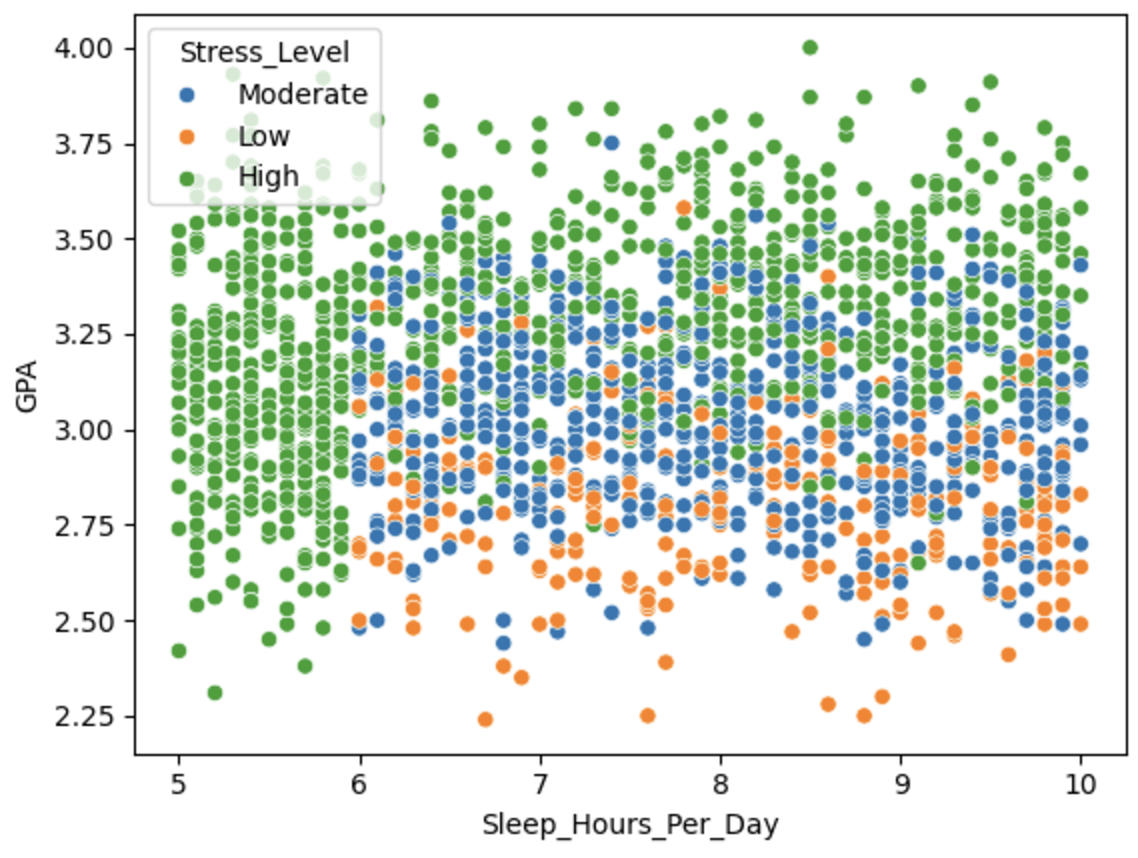 Stress_Level
Moderate
Low
High
4.00
3.75
3.50
3.25
3.00
2.75
2.50
2.25
GPA
5 6 7 8 9 10
Sleep_Hours_Per_Day